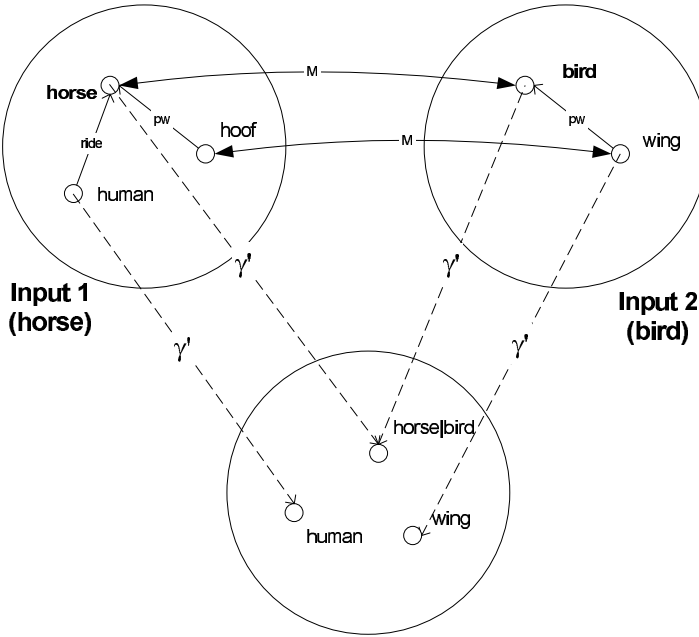 M
horse
bird
pw
hoof
ride
human
M
pw
wing
γ'
γ'
Input 1
(horse)
Input 2
(bird)
γ'
γ'
horse|bird
human
wing